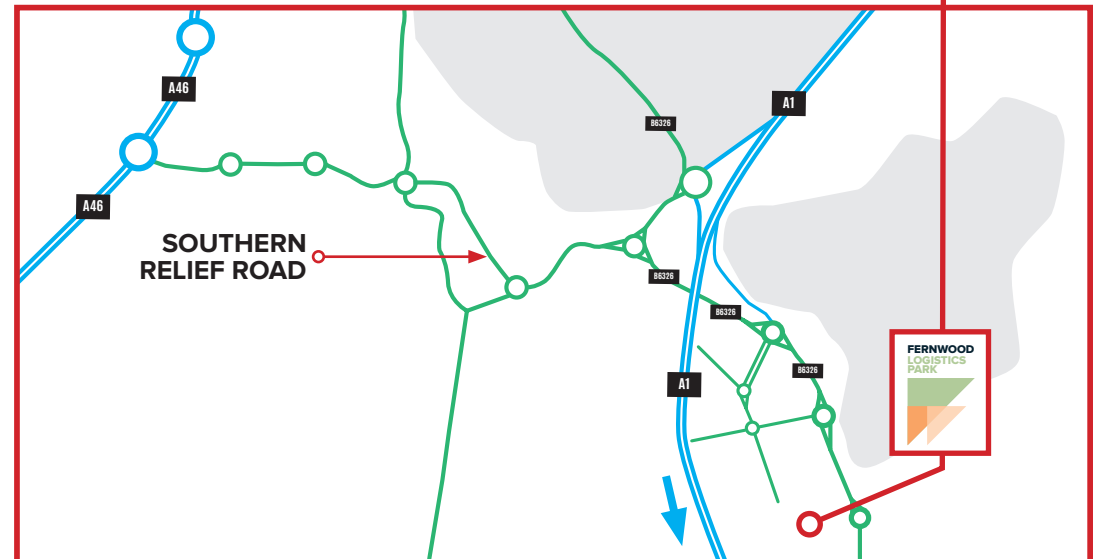 A46
A1
B6326
A46
SOUTHERN
RELIEF ROAD
B6326
B6326
FERNWOOD
LOGISTICS
PARK
B6326
A1